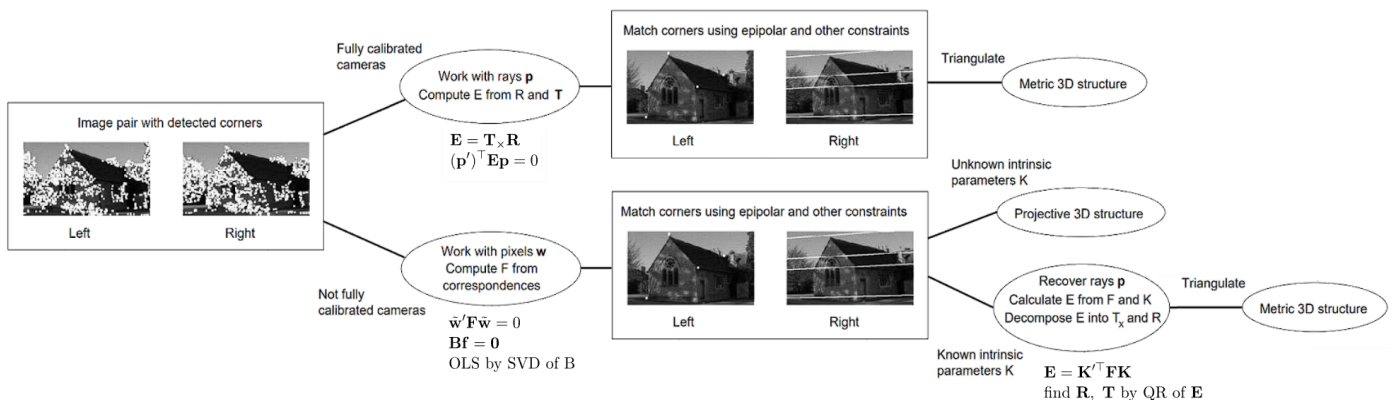 Image pair with detected corners
Left
Right
Fully calibrated
cameras
Work with rays p
Compute E from R and T
E = T×R
(p′)⊤Ep = 0
Match corners using epipolar and other constraints
Left
Right
Triangulate
Metric 3D structure
Not fully
calibrated cameras
Work with pixels w
Compute F from
correspondences
w̃′Fw̃ = 0
Bf = 0
OLS by SVD of B
Match corners using epipolar and other constraints
Left
Right
Unknown intrinsic
parameters K
Projective 3D structure
Known intrinsic
parameters K
Recover rays p
Calculate E from F and K
Decompose E into Tx and R
E = K′⊤FK
find R, T by QR of E
Triangulate
Metric 3D structure